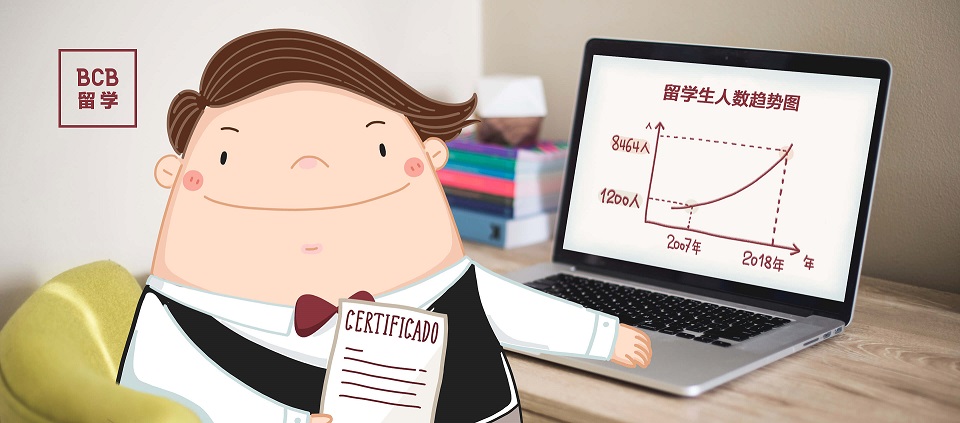 BCB
留学
CERTIFICADO
留学生人数趋势图
人
8464人
1200人
2007年
2018年
年